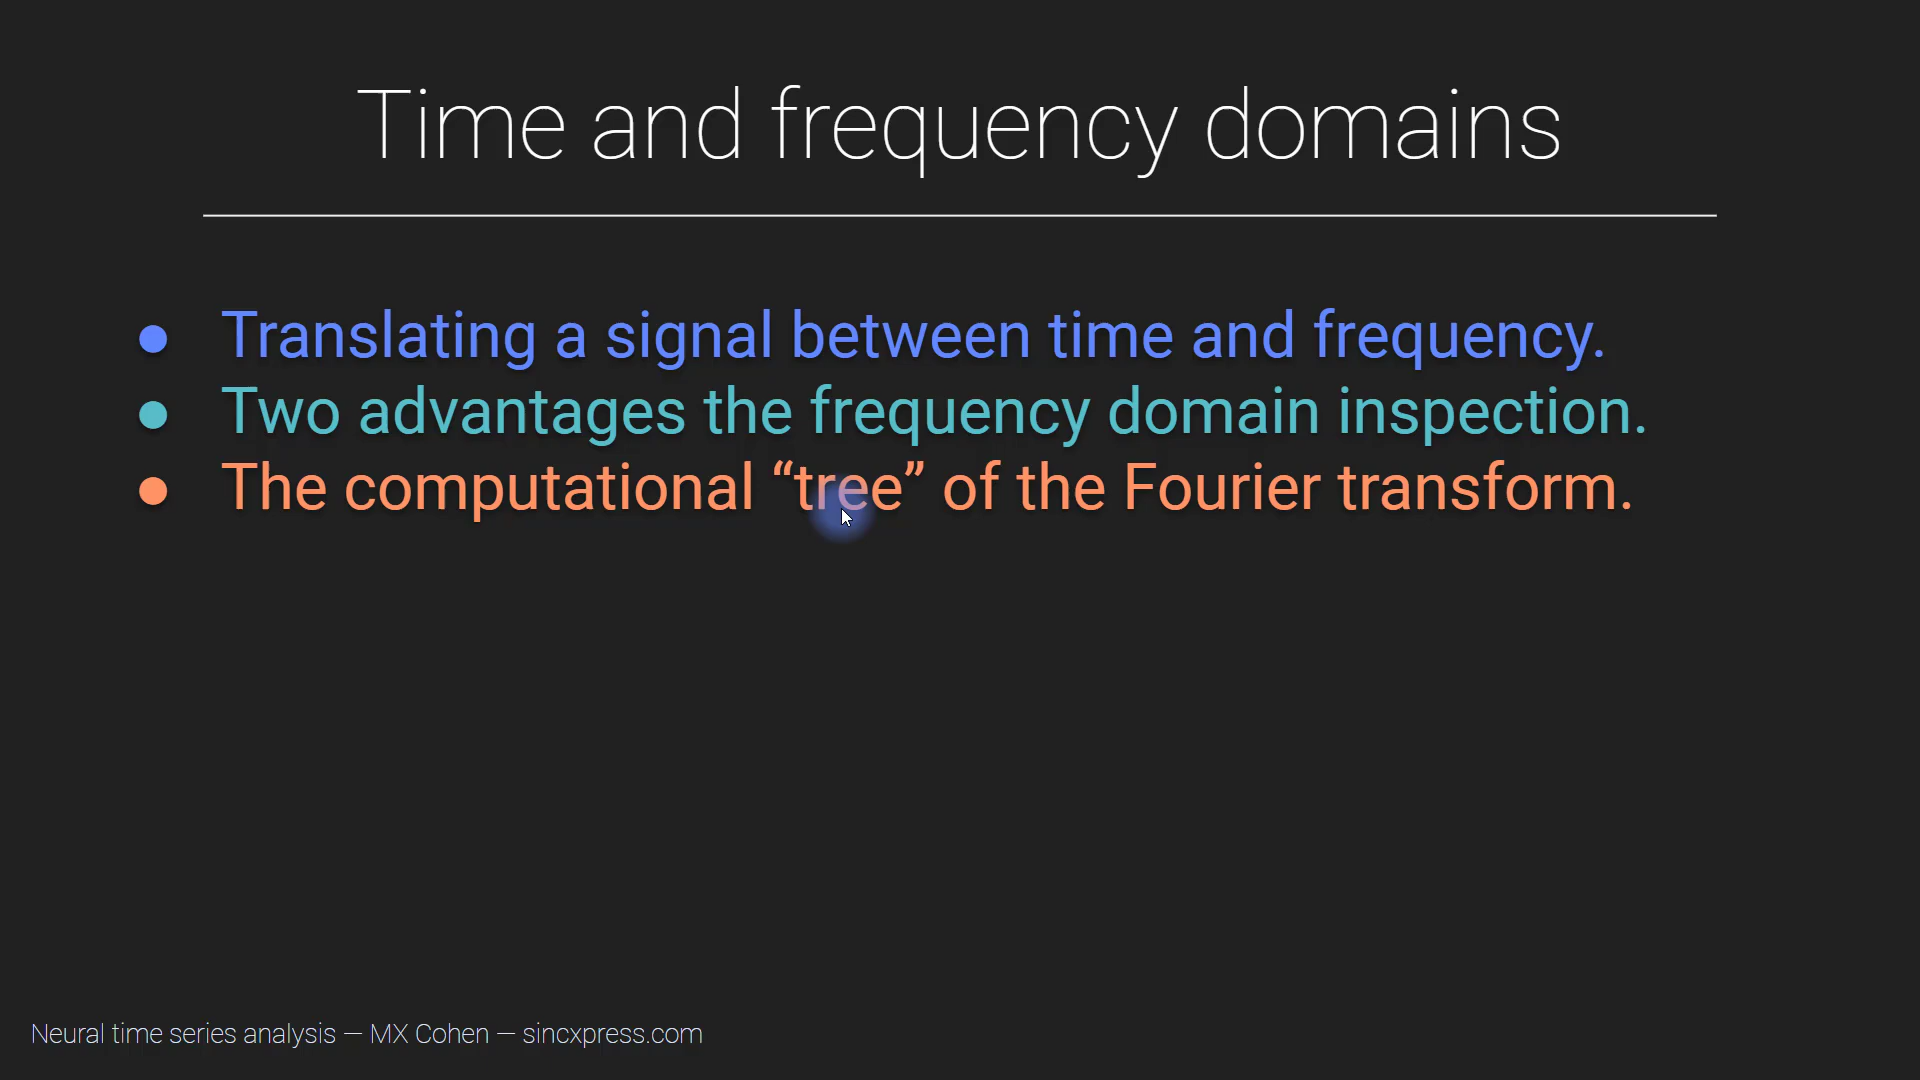 Time and frequency domains
● Translating a signal between time and frequency.
● Two advantages the frequency domain inspection.
● The computational “tree” of the Fourier transform.
Neural time series analysis — MX Cohen — sincxpress.com